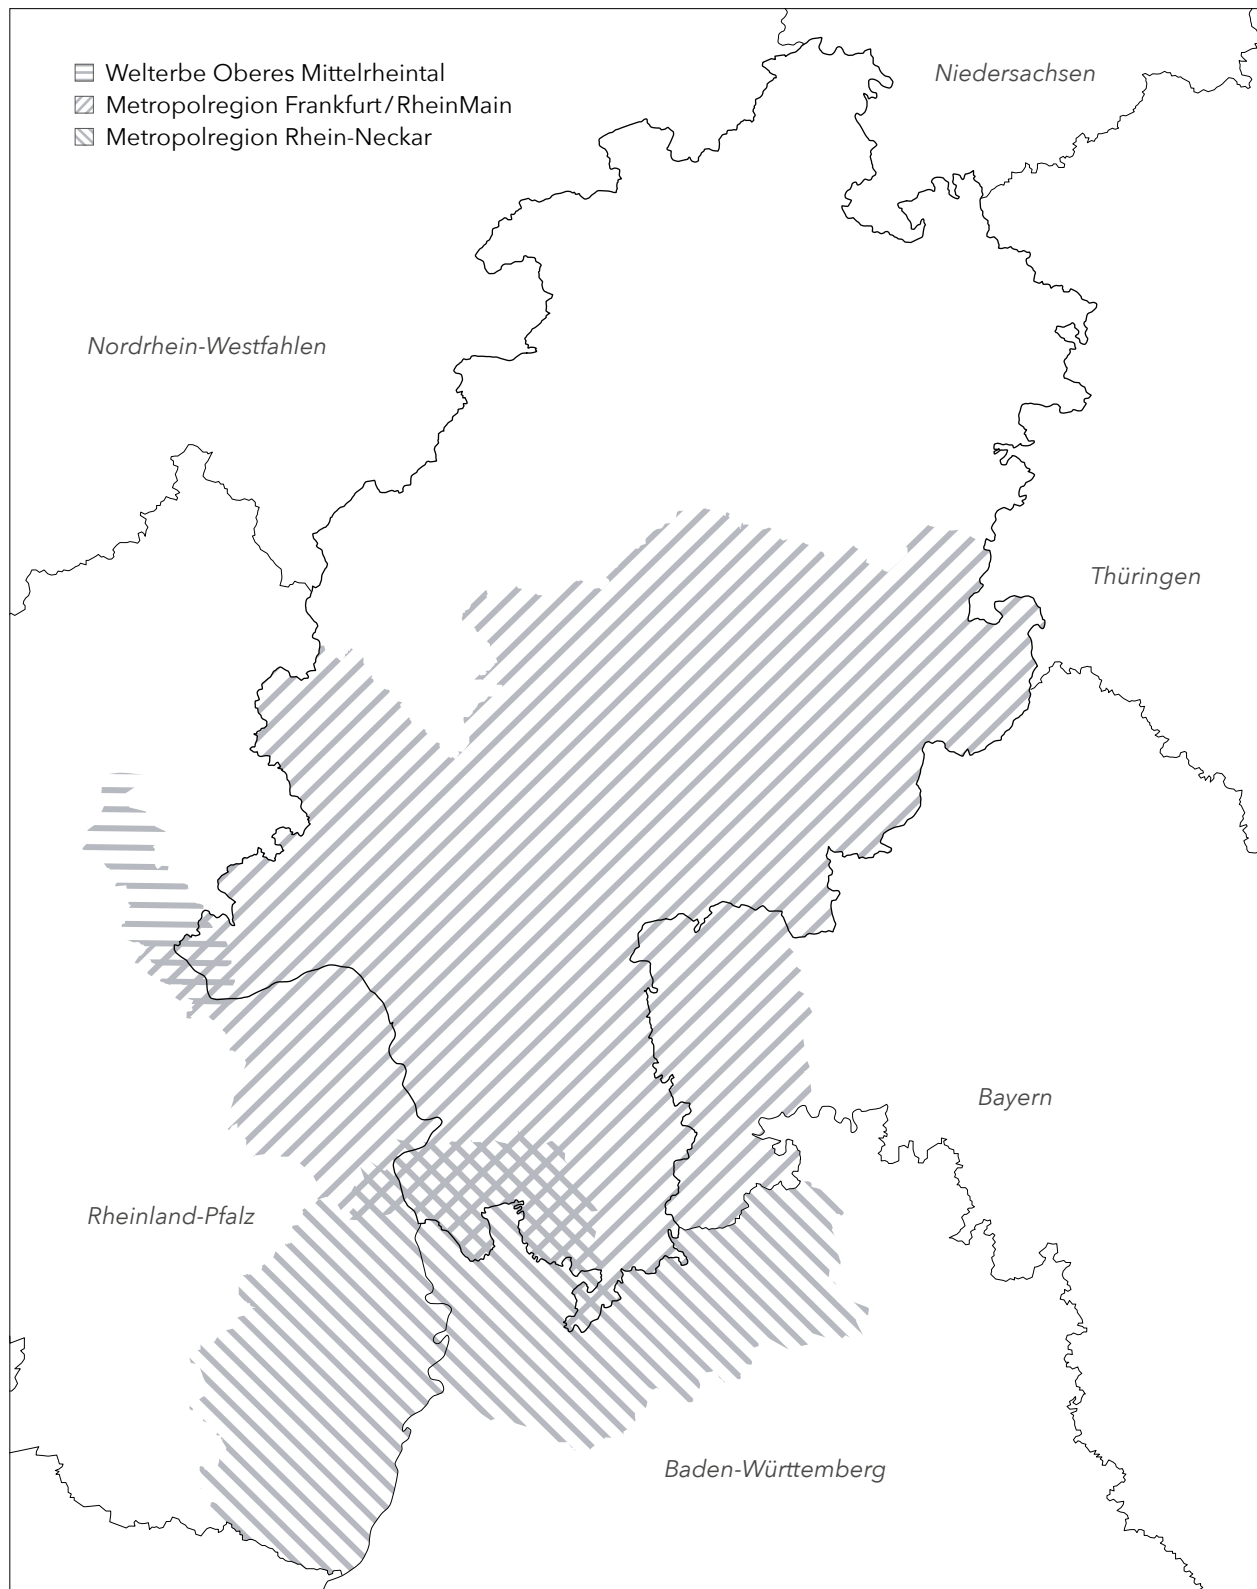 Welterbe Oberes Mittelrheintal
Metropolregion Frankfurt/RheinMain
Metropolregion Rhein-Neckar
Niedersachsen
Nordrhein-Westfahlen
Thüringen
Bayern
Rheinland-Pfalz
Baden-Württemberg